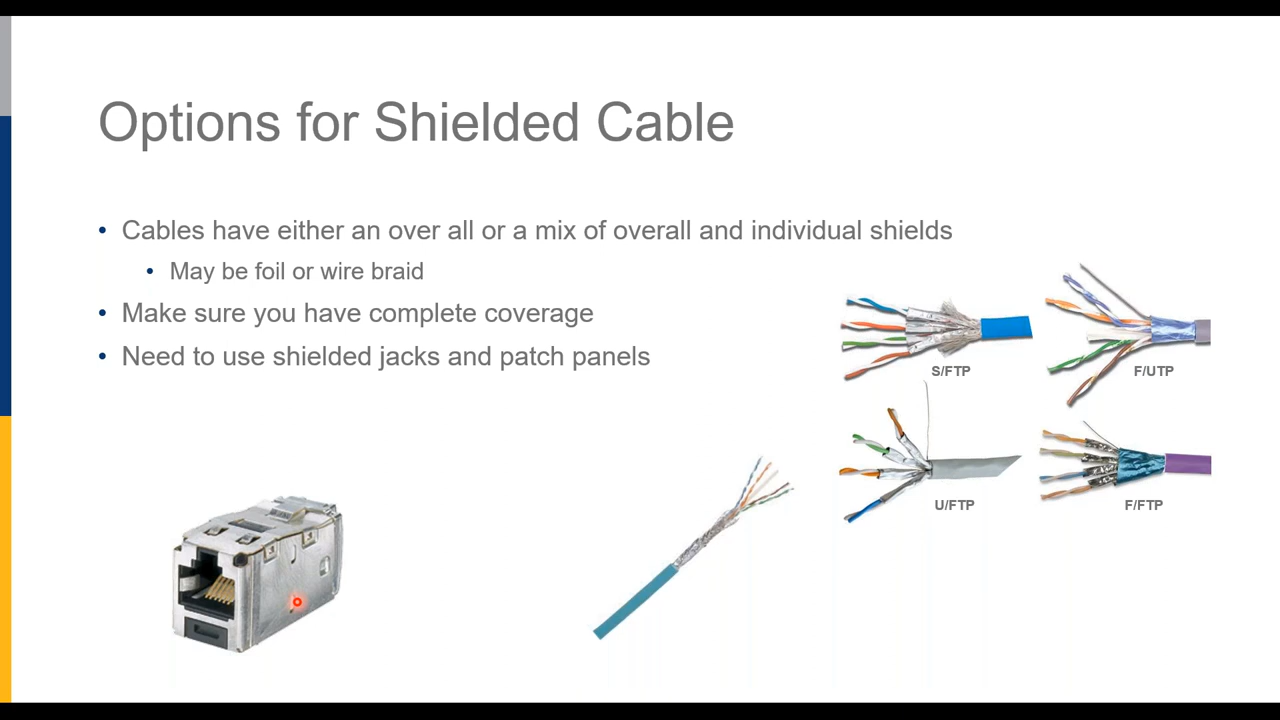 Options for Shielded Cable
• Cables have either an over all or a mix of overall and individual shields
• May be foil or wire braid
• Make sure you have complete coverage
• Need to use shielded jacks and patch panels
S/FTP
F/UTP
U/FTP
F/FTP